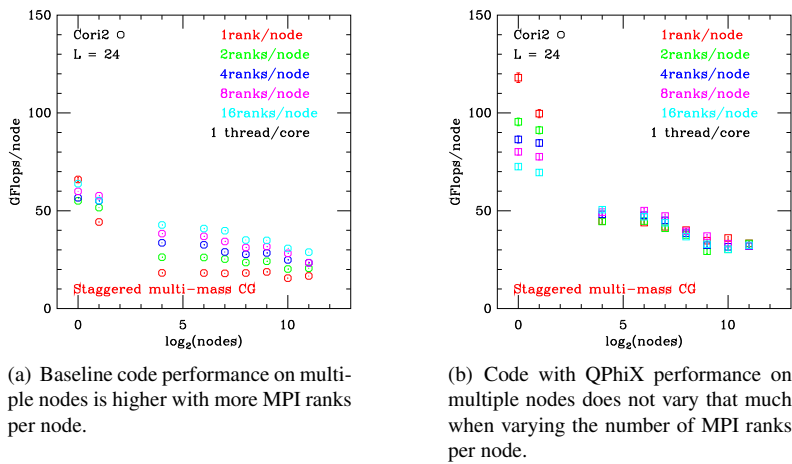 Cori2
L = 24
1rank/node
2ranks/node
4ranks/node
8ranks/node
16ranks/node
1 thread/core
150
100
50
0
GFlops/node
Staggered multi-mass CG
0
5
10
log2(nodes)
(a) Baseline code performance on multi-
ple nodes is higher with more MPI ranks
per node.
Cori2
L = 24
1rank/node
2ranks/node
4ranks/node
8ranks/node
16ranks/node
1 thread/core
150
100
50
0
GFlops/node
Staggered multi-mass CG
0
5
10
log2(nodes)
(b) Code with QPhiX performance on
multiple nodes does not vary that much
when varying the number of MPI ranks
per node.